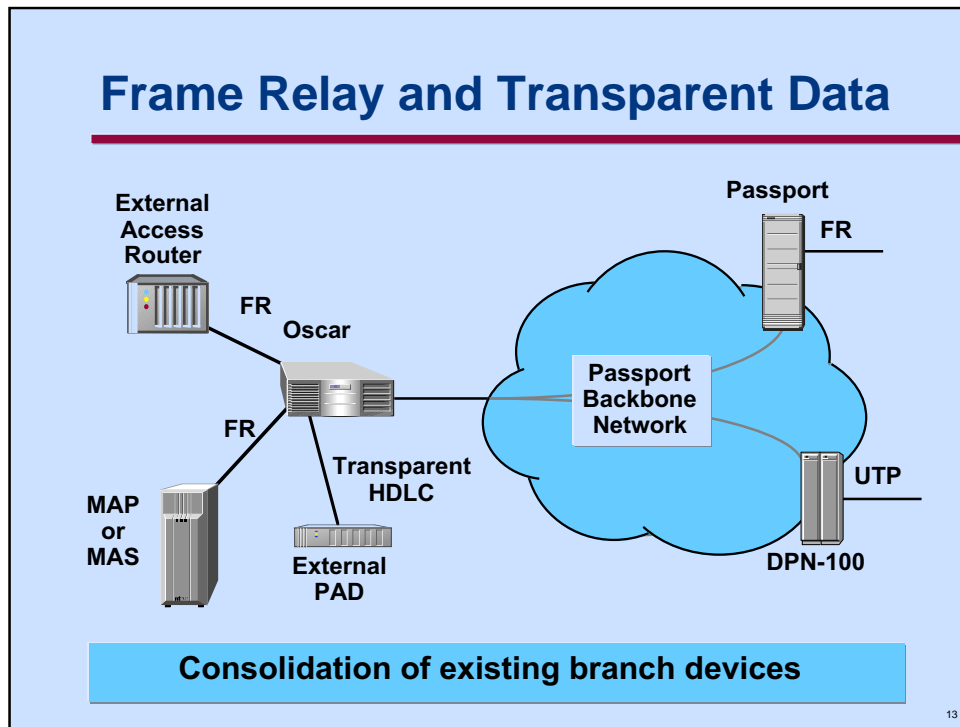 Frame Relay and Transparent Data
External
Access
Router
FR
Oscar
FR
Transparent
HDLC
MAP
or
MAS
External
PAD
Passport
FR
Passport
Backbone
Network
UTP
DPN-100
Consolidation of existing branch devices
13